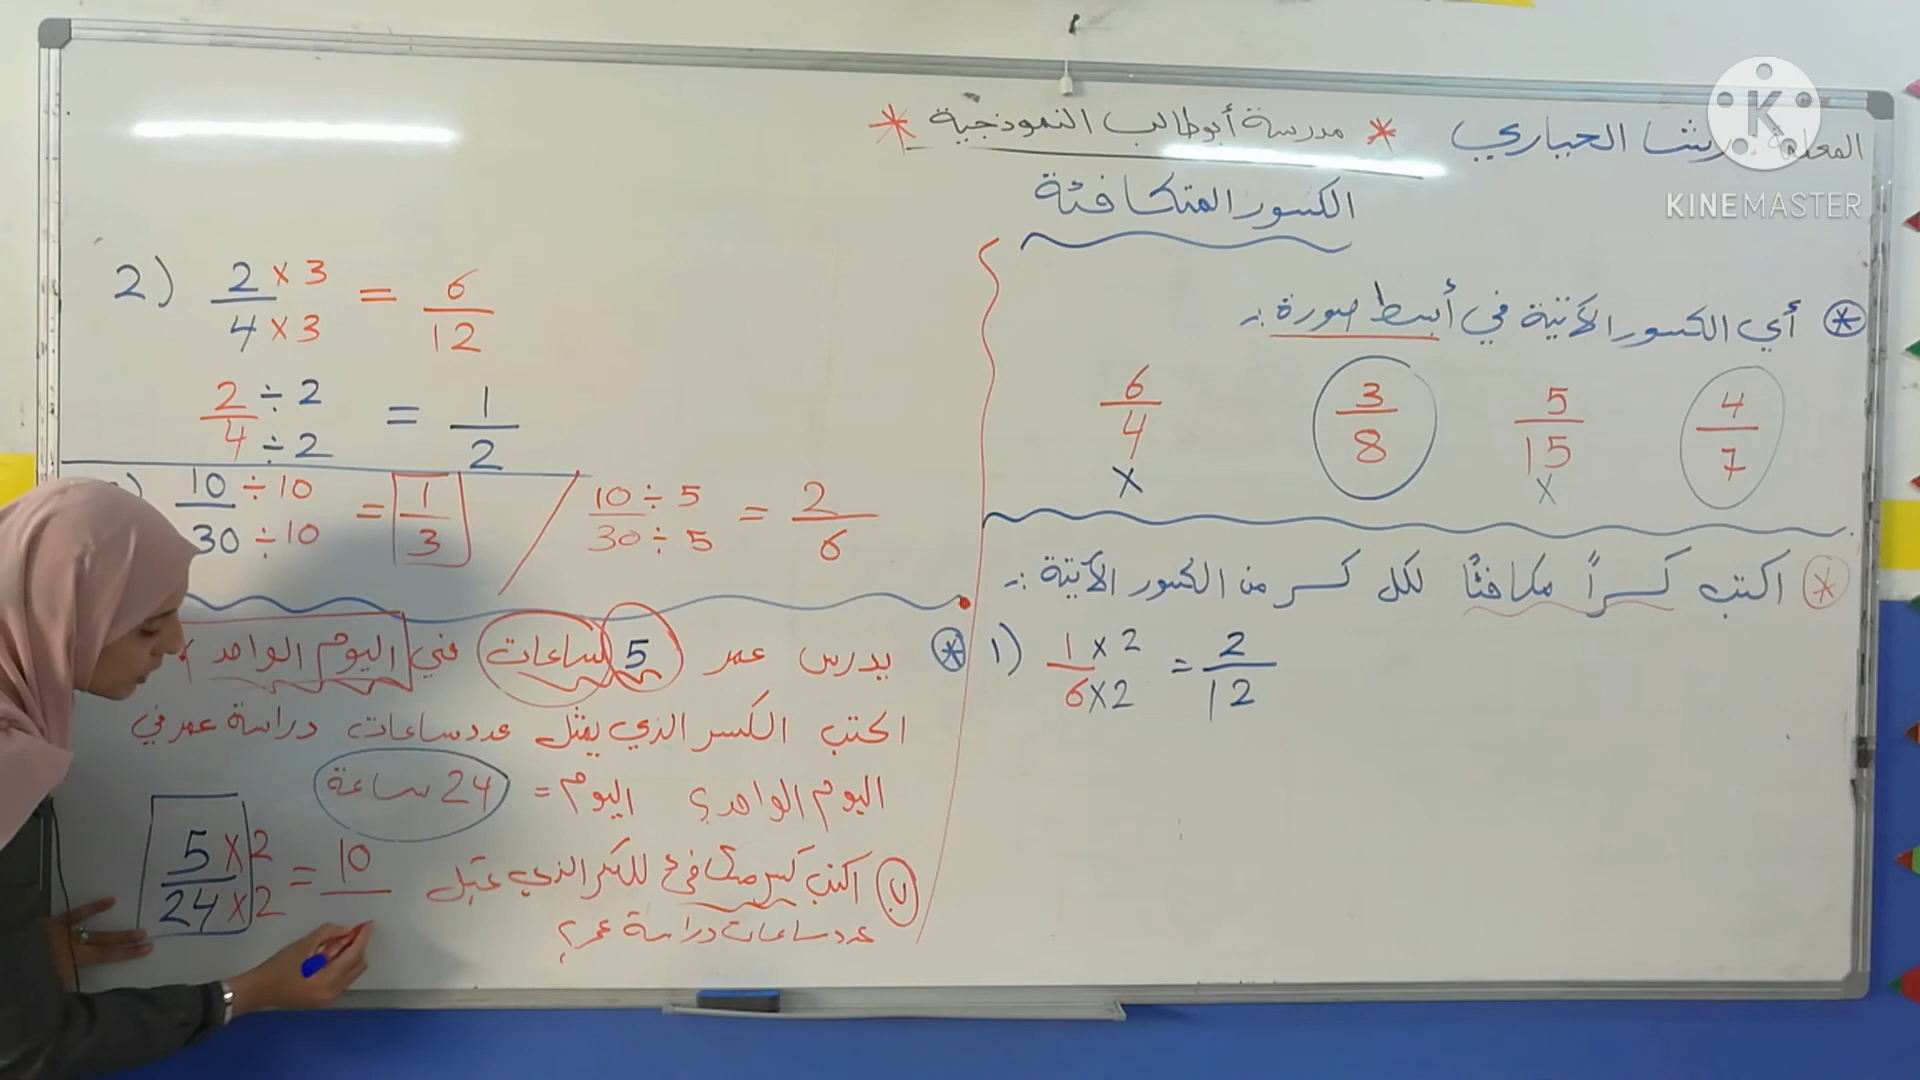 المعلمة رشا الحياري * مدرسة أبو طالب النموذجية *
الكسور المتكافئة
* أي الكسور الآتية في أبسط صورة :-
4/7 5/15 3/8 6/4
x x
* اكتب كسراً مكافئاً لكل كسر من الكسور الآتية :-
1) 1 x 2 / 6 x 2 = 2/12
2) 2 x 3 / 4 x 3 = 6/12
2 ÷ 2 / 4 ÷ 2 = 1/2
10 ÷ 10 / 30 ÷ 10 = 1/3 / 10 ÷ 5 / 30 ÷ 5 = 2/6
* يدرس عمر 5 ساعات في اليوم الواحد
اكتب الكسر الذي يمثل عدد ساعات دراسة عمر في
اليوم الواحد؟ اليوم = 24 ساعة
ب) اكتب كسر مكافئ للكسر الذي يمثل
عدد ساعات دراسة عمر؟
5 x 2 / 24 x 2 = 10
KINEMASTER